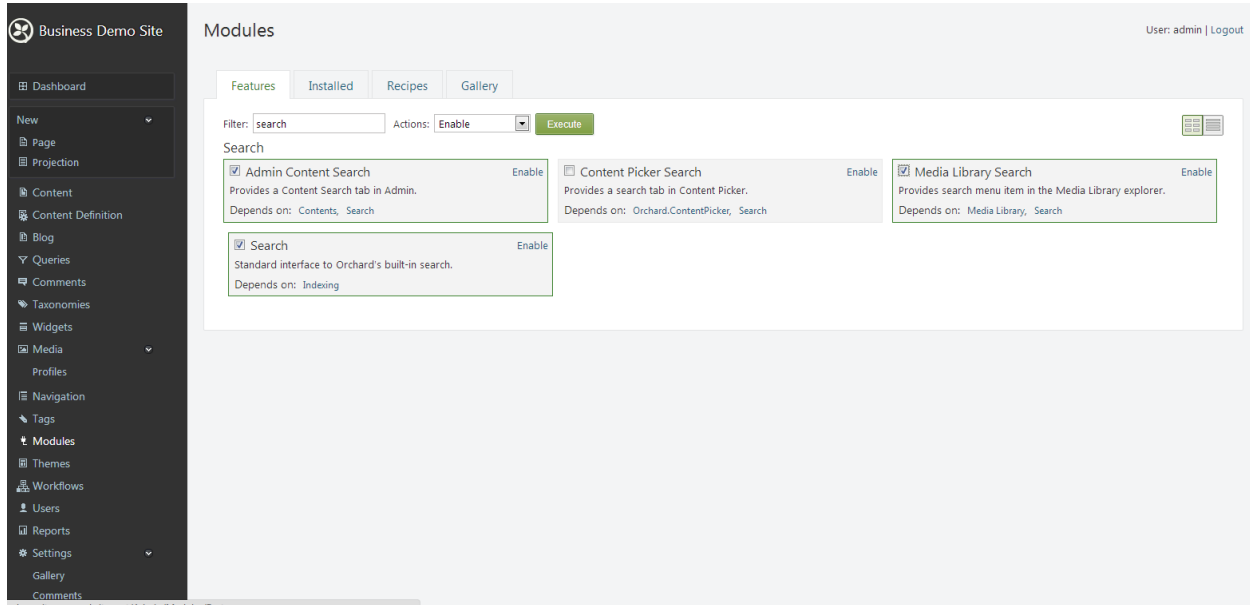 Business Demo Site
Dashboard
New
Page
Projection
Content
Content Definition
Blog
Queries
Comments
Taxonomies
Widgets
Media
Profiles
Navigation
Tags
Modules
Themes
Workflows
Users
Reports
Settings
Gallery
Comments
Modules
User: admin | Logout
Features Installed Recipes Gallery
Filter: search Actions: Enable Execute
Search
Admin Content Search Enable
Provides a Content Search tab in Admin.
Depends on: Contents, Search
Content Picker Search Enable
Provides a search tab in Content Picker.
Depends on: Orchard.ContentPicker, Search
Media Library Search Enable
Provides search menu item in the Media Library explorer.
Depends on: Media Library, Search
Search Enable
Standard interface to Orchard's built-in search.
Depends on: Indexing